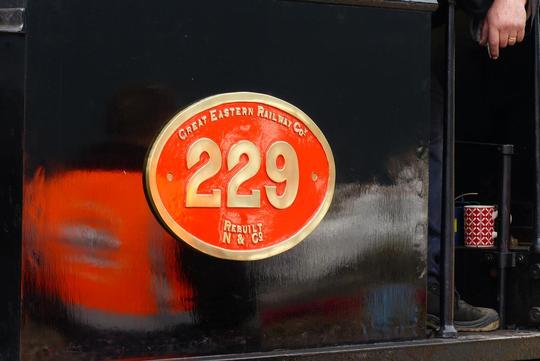 GREAT EASTERN RAILWAY Co.
229
REBUILT
N & Co